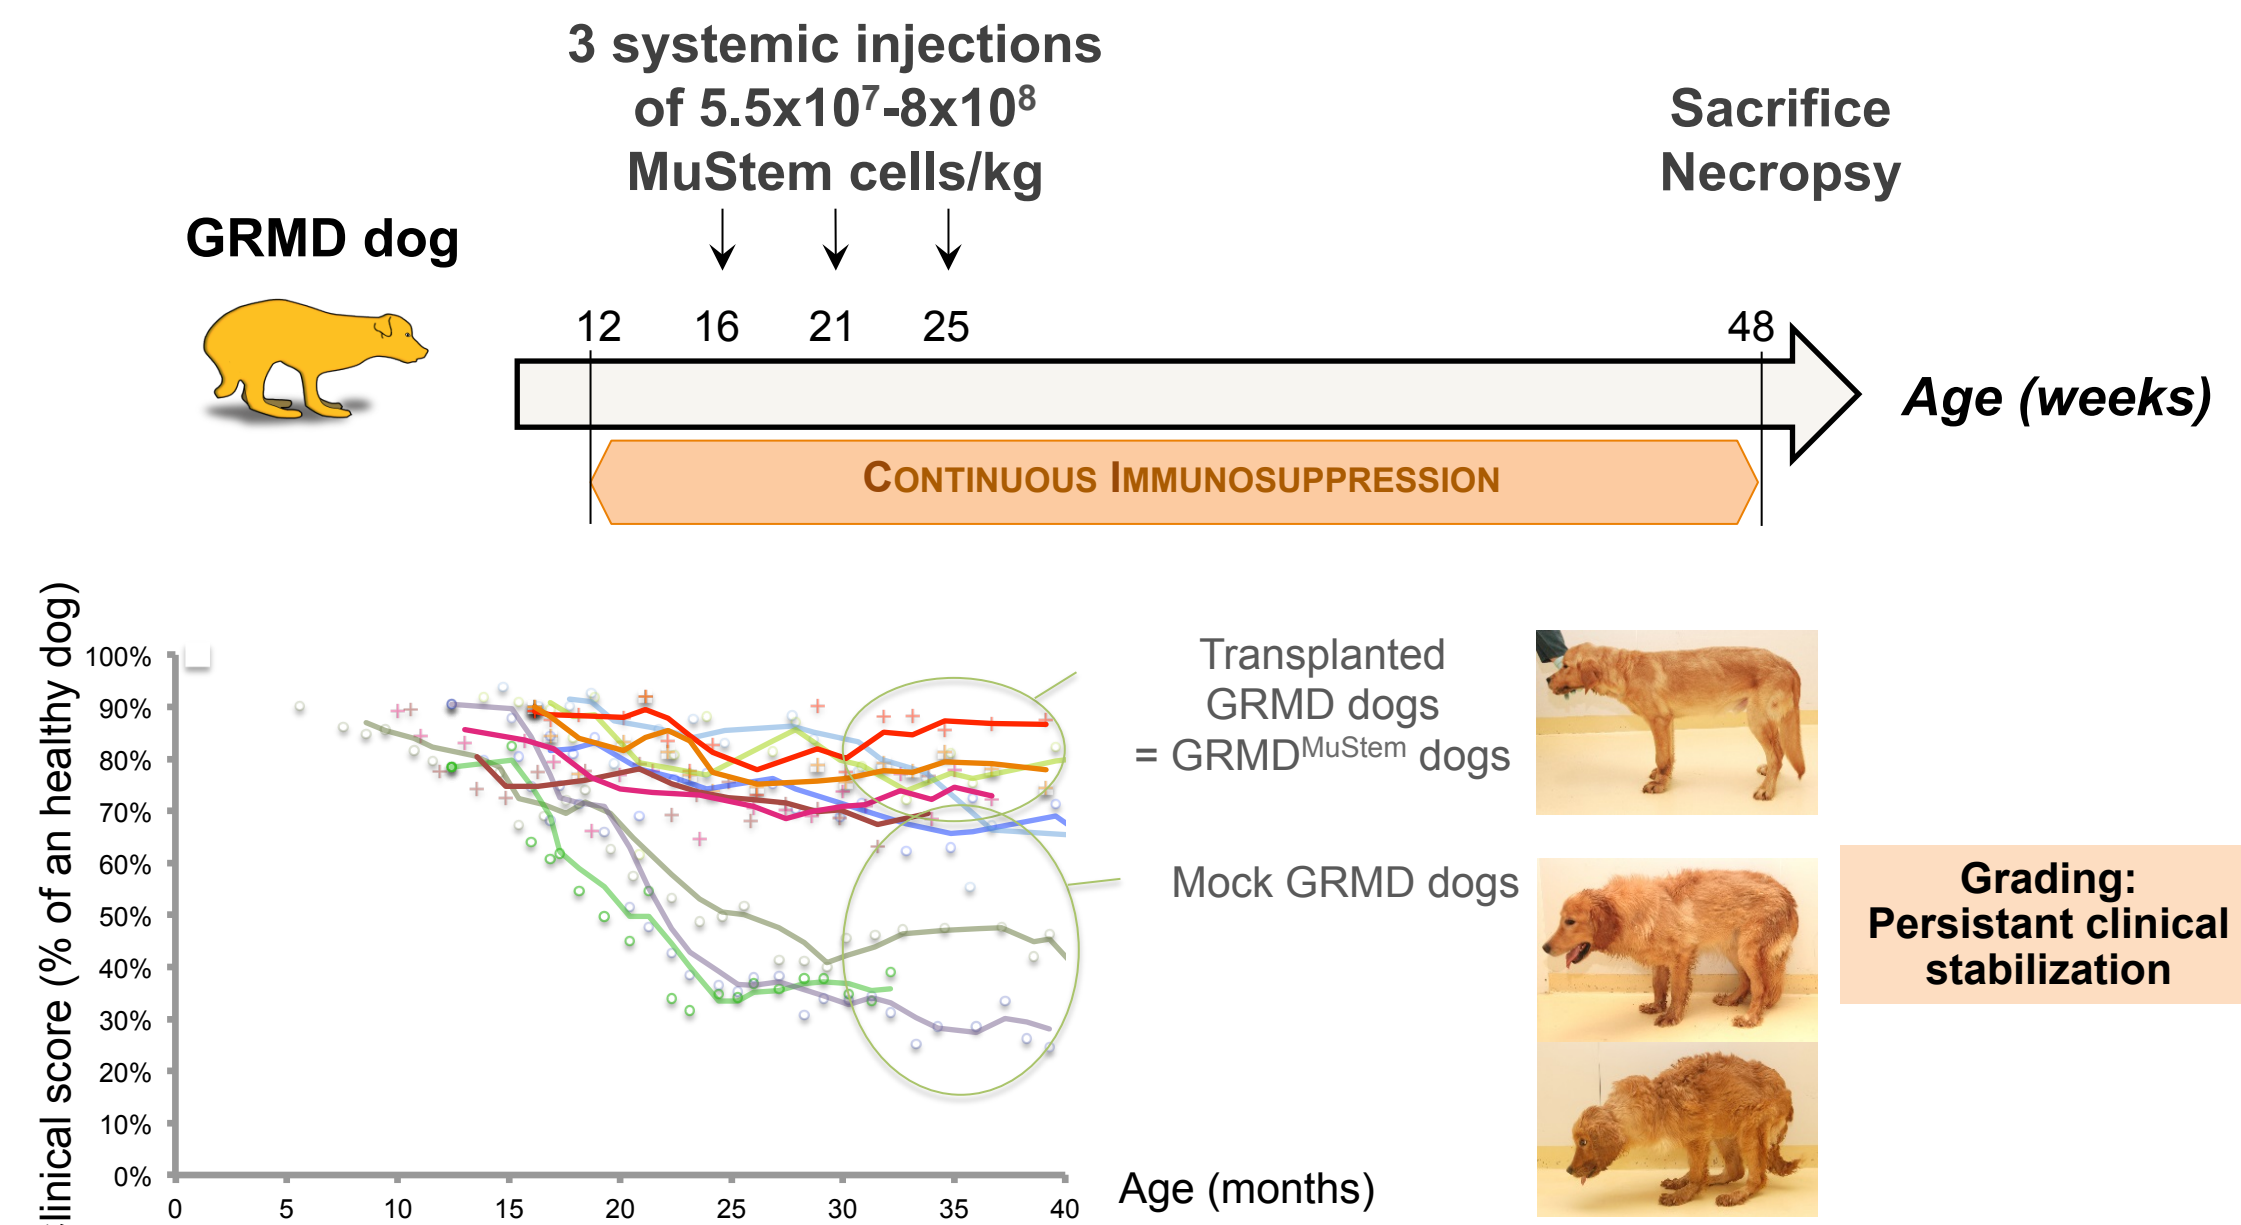 3 systemic injections
of 5.5x10⁷-8x10⁸
MuStem cells/kg
Sacrifice
Necropsy
GRMD dog
12 16 21 25 48
Age (weeks)
CONTINUOUS IMMUNOSUPPRESSION
linical score (% of an healthy dog)
100%
90%
80%
70%
60%
50%
40%
30%
20%
10%
0%
0 5 10 15 20 25 30 35 40
Age (months)
Transplanted
GRMD dogs
= GRMDᴹᵘˢᵗᵉᵐ dogs
Mock GRMD dogs
Grading:
Persistant clinical
stabilization